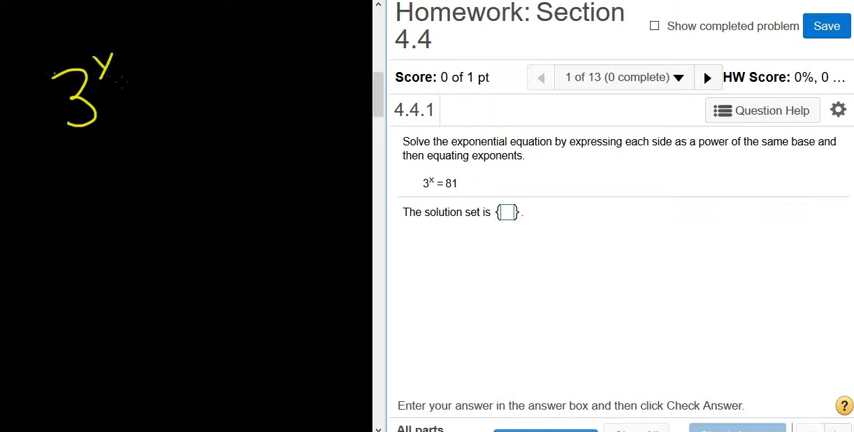 3^y
Homework: Section
4.4
Show completed problem
Save
Score: 0 of 1 pt
1 of 13 (0 complete)
HW Score: 0%, 0 ...
4.4.1
Question Help
Solve the exponential equation by expressing each side as a power of the same base and
then equating exponents.
3^x = 81
The solution set is { }.
Enter your answer in the answer box and then click Check Answer.
?
All parts